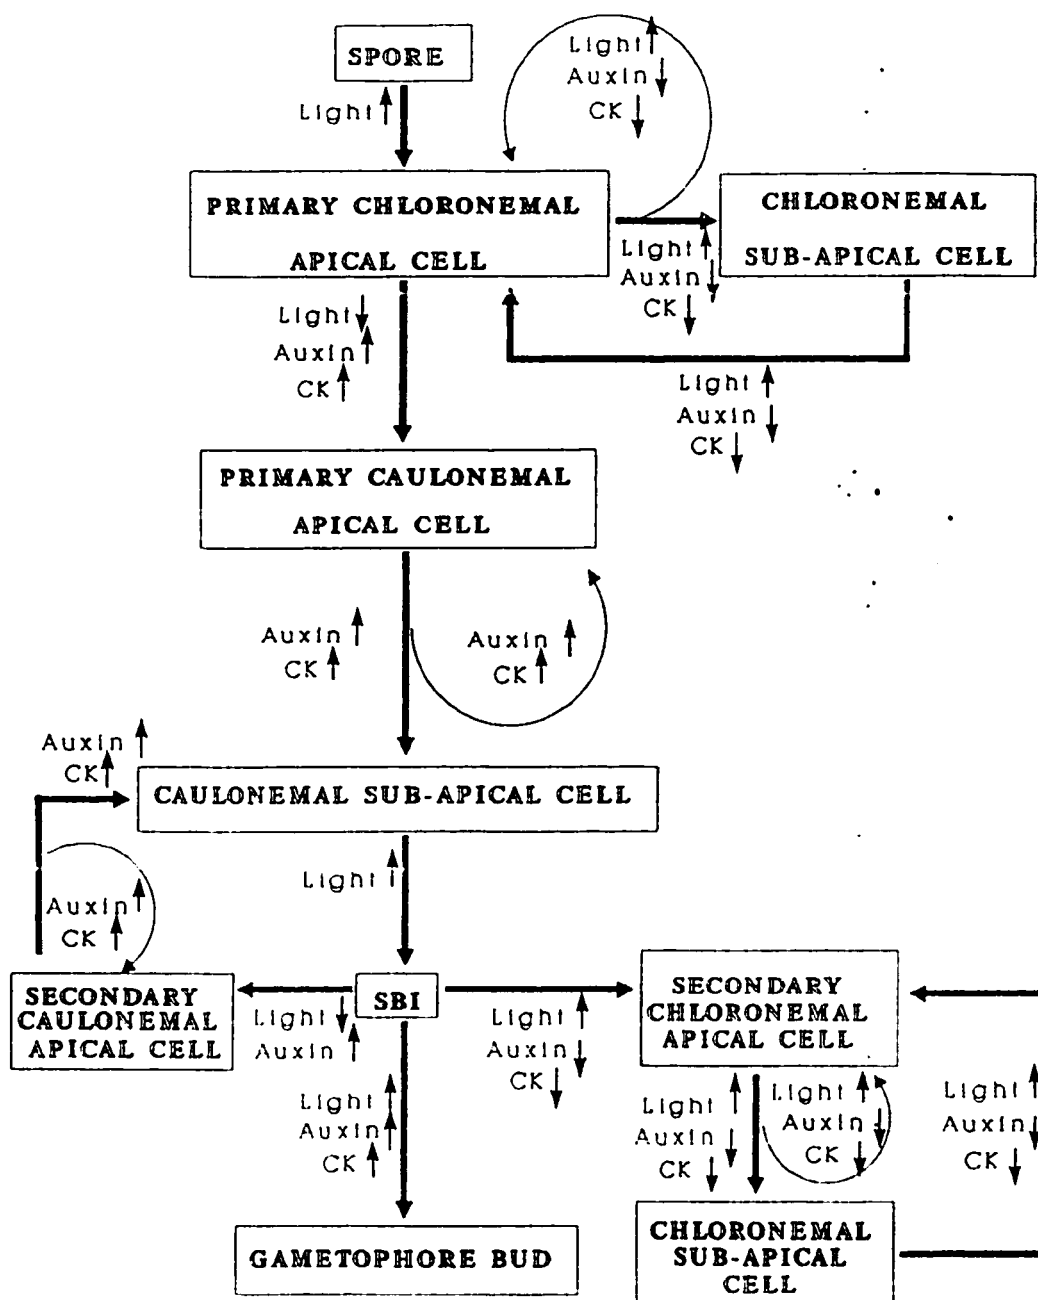 SPORE
Light↑
Light↑
Auxin↓
CK↓
PRIMARY CHLORONEMAL
APICAL CELL
CHLORONEMAL
SUB-APICAL CELL
Light↑
Auxin↓
CK↓
Light↓
Auxin↑
CK↑
Light↑
Auxin↓
CK↓
PRIMARY CAULONEMAL
APICAL CELL
Auxin↑
CK↑
Auxin↑
CK↑
Auxin↑
CK↑
CAULONEMAL SUB-APICAL CELL
Light↑
Auxin↑
CK↑
SECONDARY
CAULONEMAL
APICAL CELL
SBI
SECONDARY
CHLORONEMAL
APICAL CELL
Light↓
Auxin↑
Light↑
Auxin↓
CK↓
Light↑
Auxin↑
CK↑
Light↑
Auxin↓
CK↓
Light↑
Auxin↓
CK↓
Light↑
Auxin↓
CK↓
GAMETOPHORE BUD
CHLORONEMAL
SUB-APICAL
CELL